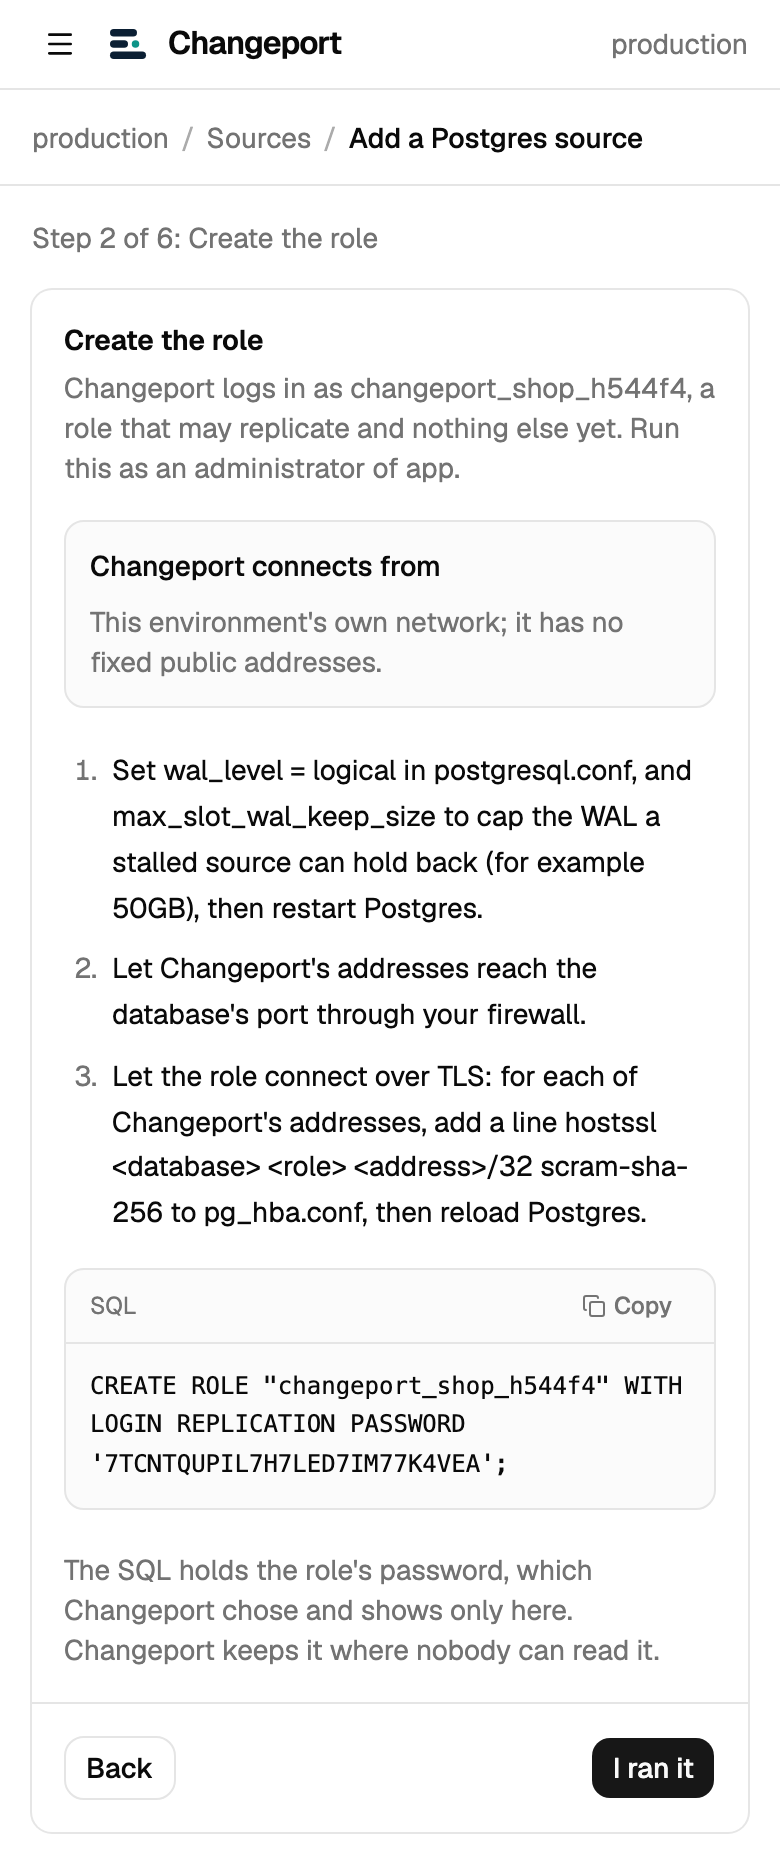 Changeport
production
production / Sources / Add a Postgres source
Step 2 of 6: Create the role
Create the role
Changeport logs in as changeport_shop_h544f4, a
role that may replicate and nothing else yet. Run
this as an administrator of app.
Changeport connects from
This environment's own network; it has no
fixed public addresses.
1. Set wal_level = logical in postgresql.conf, and
max_slot_wal_keep_size to cap the WAL a
stalled source can hold back (for example
50GB), then restart Postgres.
2. Let Changeport's addresses reach the
database's port through your firewall.
3. Let the role connect over TLS: for each of
Changeport's addresses, add a line hostssl
<database> <role> <address>/32 scram-sha-
256 to pg_hba.conf, then reload Postgres.
SQL
Copy
CREATE ROLE "changeport_shop_h544f4" WITH
LOGIN REPLICATION PASSWORD
'7TCNTQUPIL7H7LED7IM77K4VEA';
The SQL holds the role's password, which
Changeport chose and shows only here.
Changeport keeps it where nobody can read it.
Back
I ran it